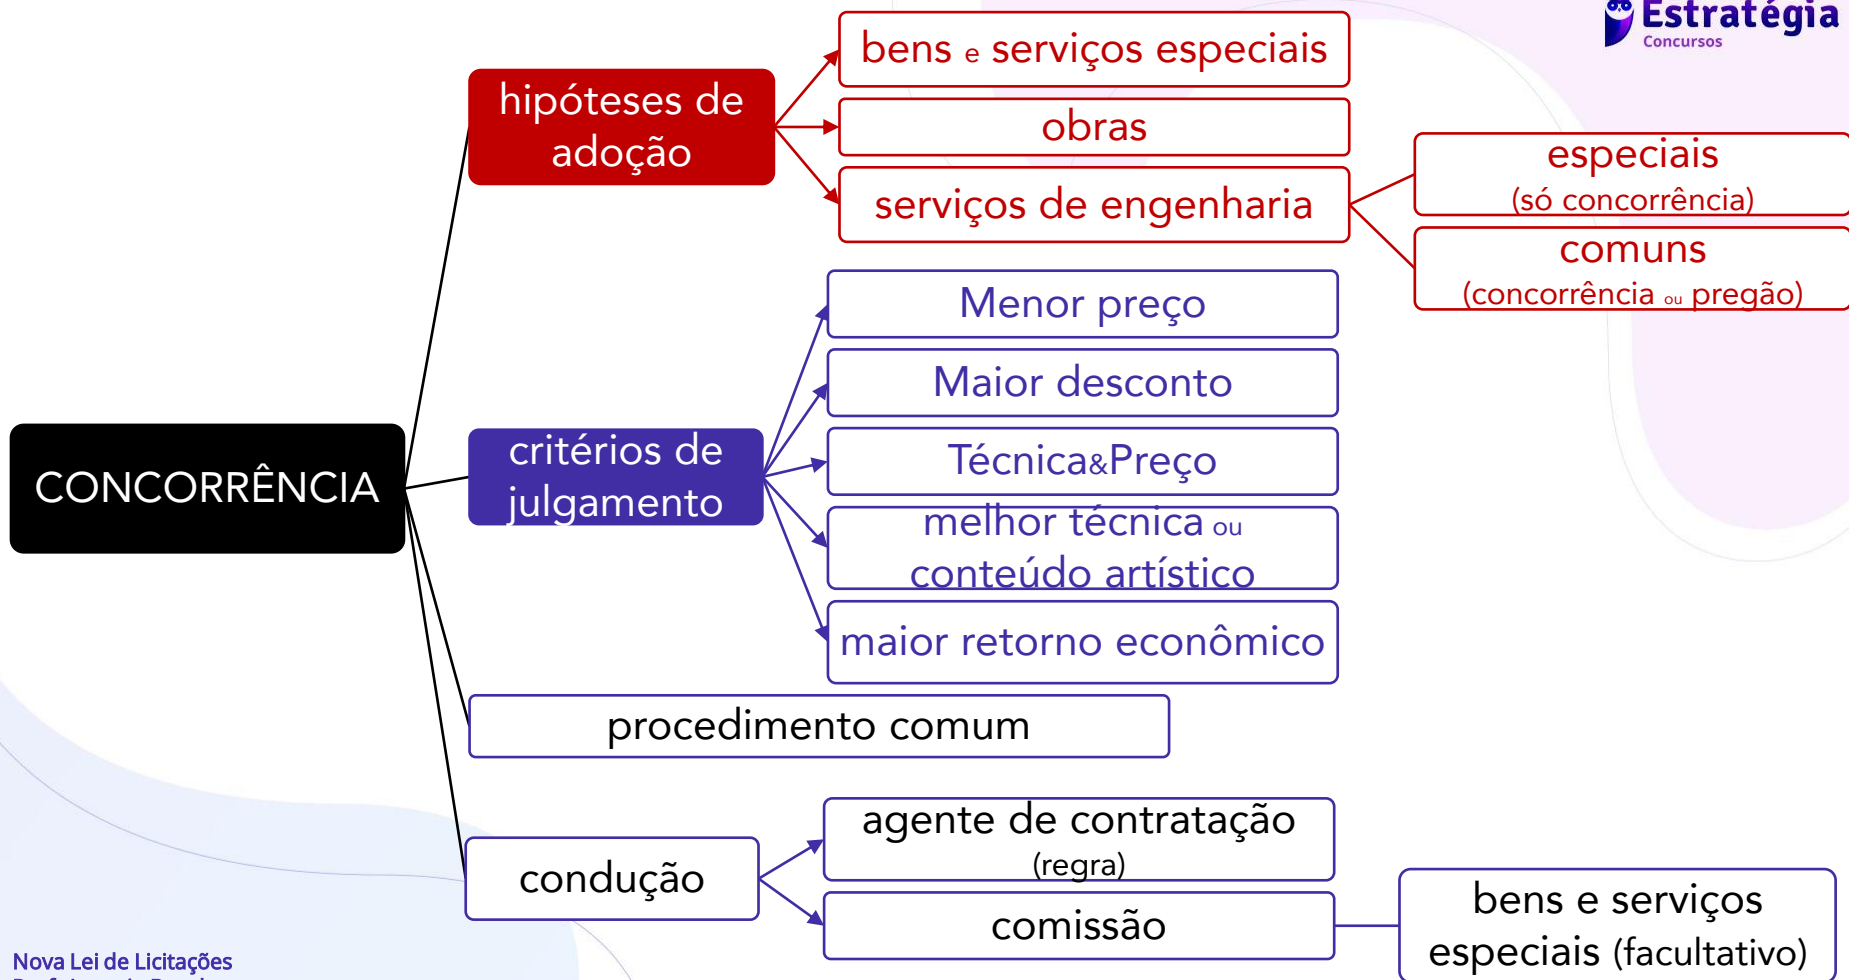 Estratégia
Concursos
bens e serviços especiais
hipóteses de
adoção
obras
especiais
(só concorrência)
serviços de engenharia
comuns
(concorrência ou pregão)
Menor preço
Maior desconto
CONCORRÊNCIA
critérios de
julgamento
Técnica&Preço
melhor técnica ou
conteúdo artístico
maior retorno econômico
procedimento comum
condução
agente de contratação
(regra)
comissão
bens e serviços
especiais (facultativo)
Nova Lei de Licitações